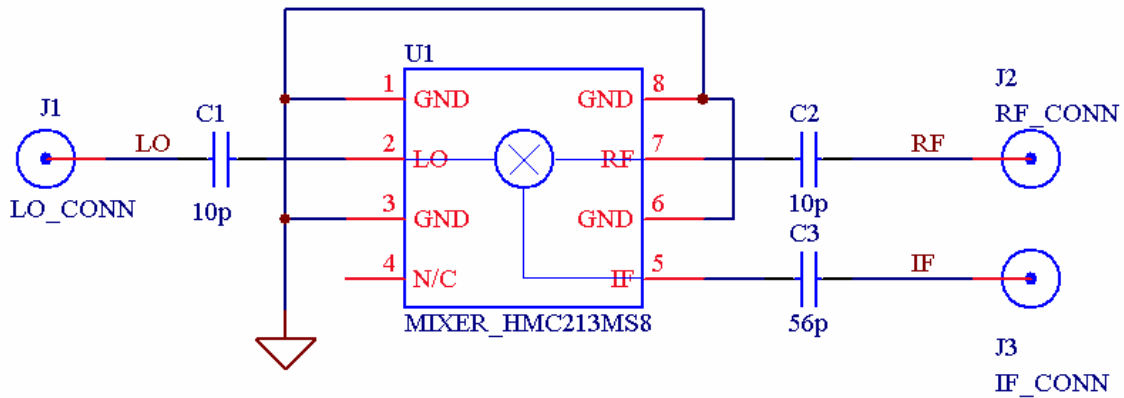 U1
J1
C1
LO
LO_CONN
10p
1 GND
2 LO
3 GND
4 N/C
GND 8
RF 7
GND 6
IF 5
MIXER_HMC213MS8
C2
10p
RF
J2
RF_CONN
C3
56p
IF
J3
IF_CONN